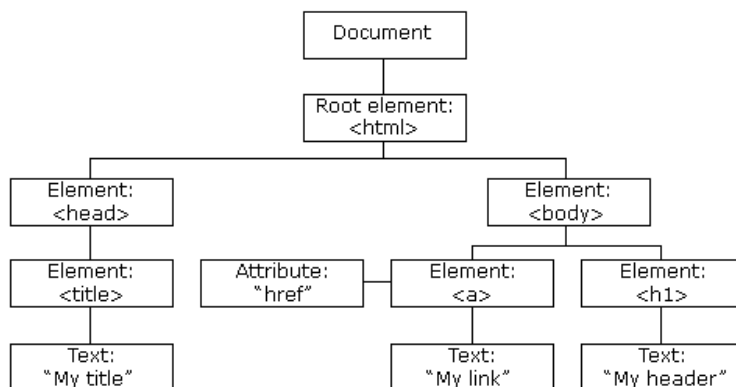 Document
Root element:
<html>
Element:
<head>
Element:
<body>
Element:
<title>
Attribute:
“href”
Element:
<a>
Element:
<h1>
Text:
“My title”
Text:
“My link”
Text:
“My header”